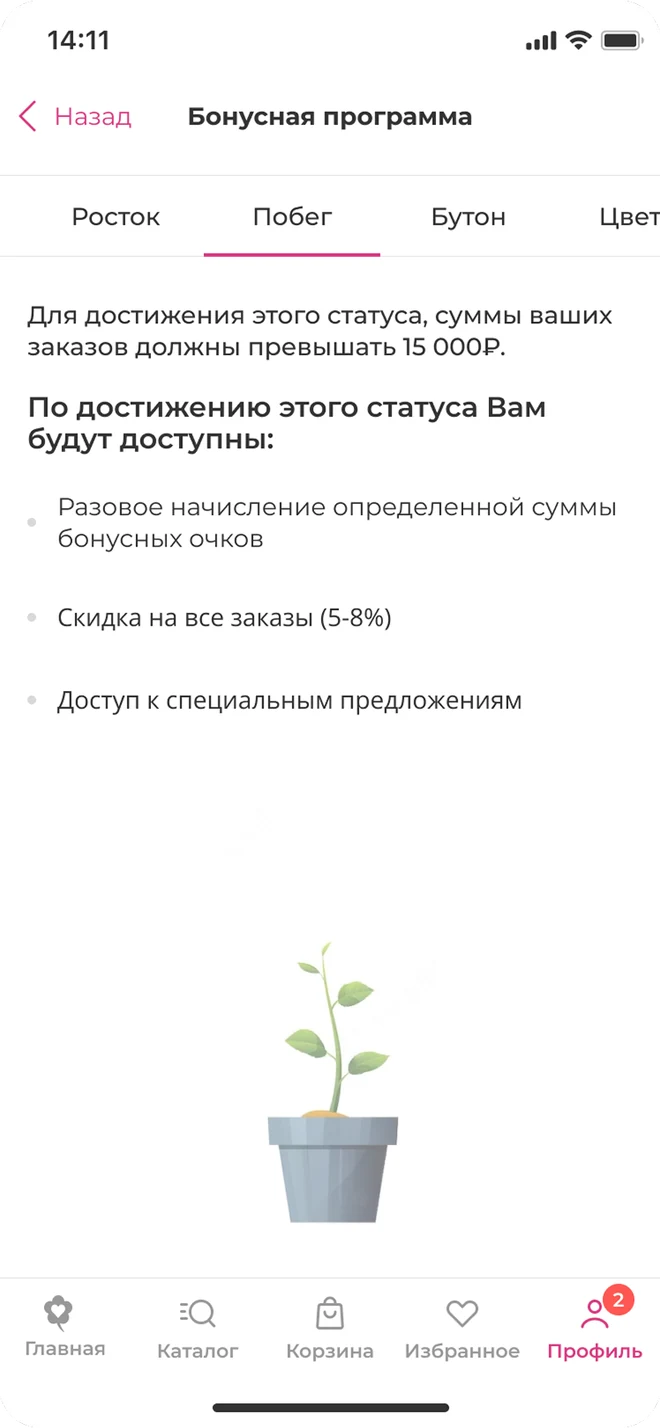 14:11
Назад
Бонусная программа
Росток
Побег
Бутон
Цвет
Для достижения этого статуса, суммы ваших
заказов должны превышать 15 000₽.
По достижению этого статуса Вам
будут доступны:
Разовое начисление определенной суммы
бонусных очков
Скидка на все заказы (5-8%)
Доступ к специальным предложениям
2
Главная
Каталог
Корзина
Избранное
Профиль